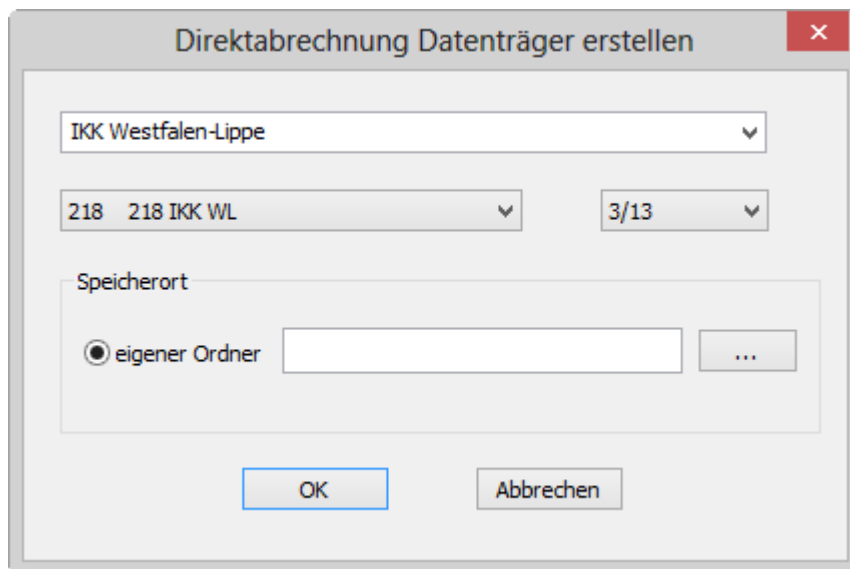 Direktabrechnung Datenträger erstellen
IKK Westfalen-Lippe
218 218 IKK WL 3/13
Speicherort
eigener Ordner ...
OK Abbrechen